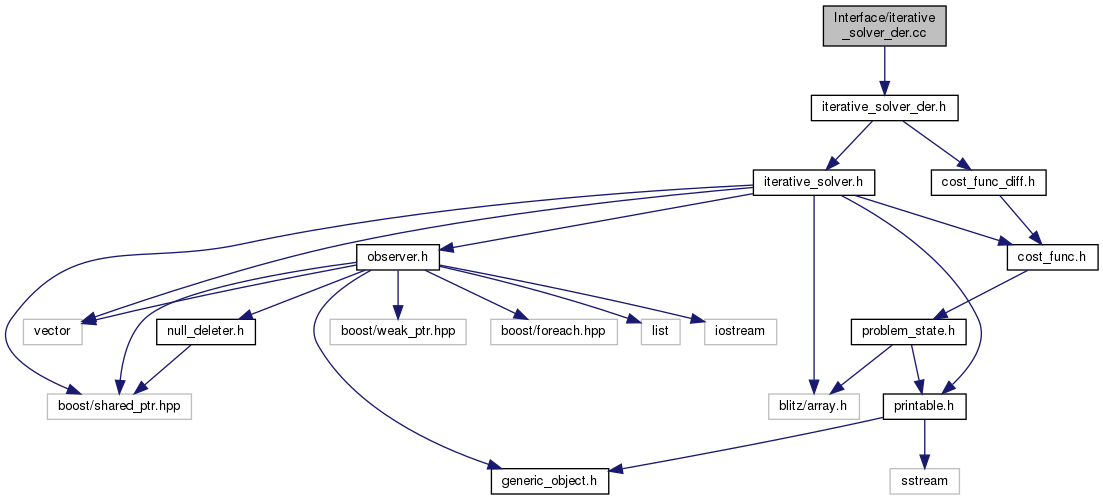 Interface/iterative
_solver_der.cc
iterative_solver_der.h
iterative_solver.h
cost_func_diff.h
observer.h
cost_func.h
vector
null_deleter.h
boost/weak_ptr.hpp
boost/foreach.hpp
list
iostream
problem_state.h
boost/shared_ptr.hpp
blitz/array.h
printable.h
generic_object.h
sstream